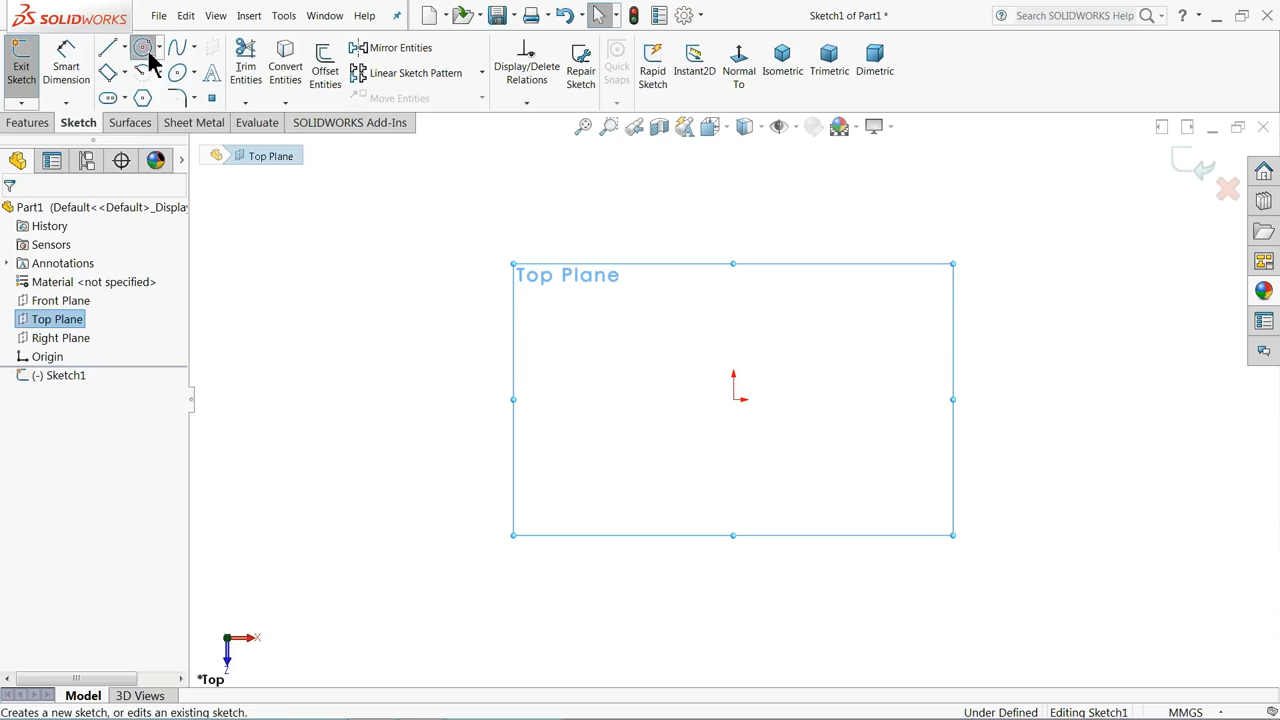 SOLIDWORKS
File Edit View Insert Tools Window Help
Sketch1 of Part1 *
Search SOLIDWORKS Help
?
Exit Sketch
Smart Dimension
Trim Entities
Convert Entities
Offset Entities
Mirror Entities
Linear Sketch Pattern
Move Entities
Display/Delete Relations
Repair Sketch
Quick Snaps
Rapid Sketch
Instant2D
Normal To
Isometric
Trimetric
Dimetric
Features Sketch Surfaces Sheet Metal Evaluate SOLIDWORKS Add-Ins
Top Plane
Part1 (Default<<Default>_Displa
History
Sensors
Annotations
Material <not specified>
Front Plane
Top Plane
Right Plane
Origin
(-) Sketch1
Top Plane
X
Z
*Top
Model 3D Views
Creates a new sketch, or edits an existing sketch.
Under Defined Editing Sketch1 MMGS